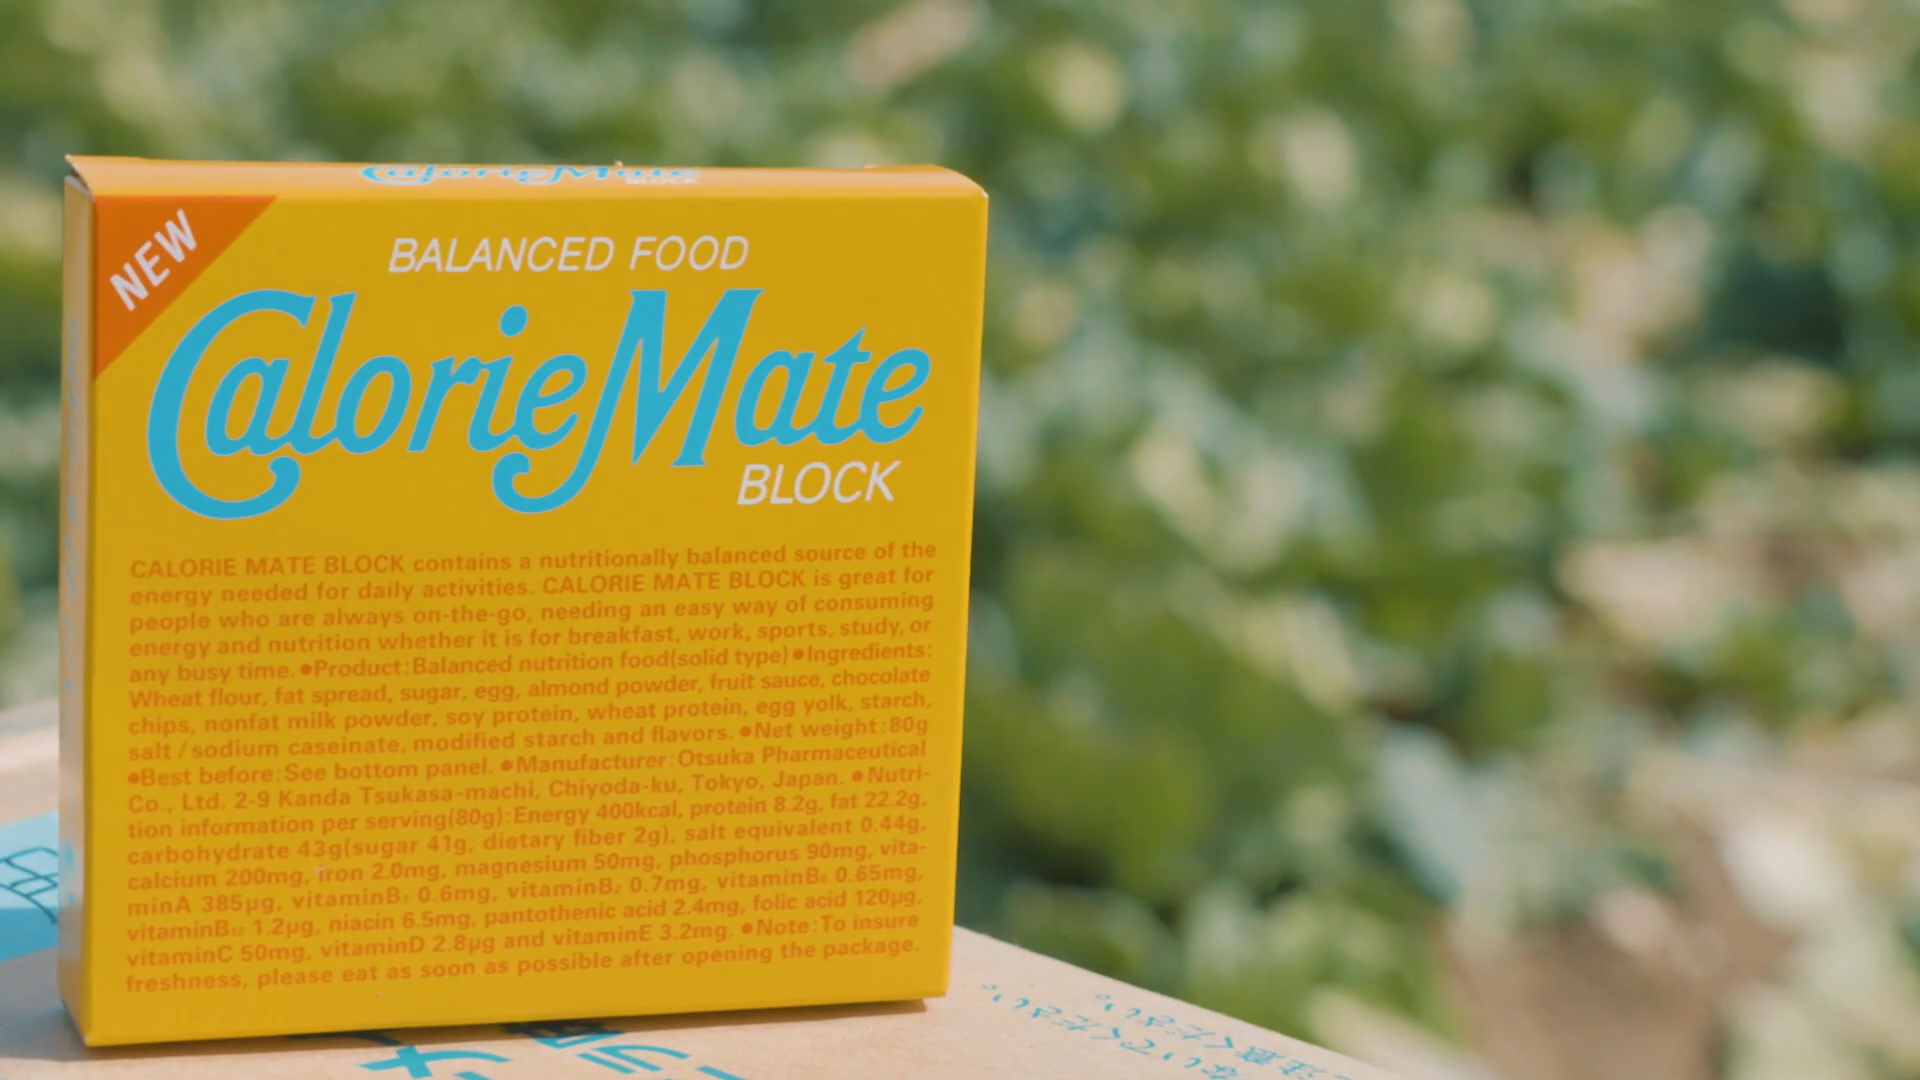 CalorieMate
BLOCK
NEW
BALANCED FOOD
CalorieMate
BLOCK
CALORIE MATE BLOCK contains a nutritionally balanced source of the
energy needed for daily activities. CALORIE MATE BLOCK is great for
people who are always on-the-go, needing an easy way of consuming
energy and nutrition whether it is for breakfast, work, sports, study, or
any busy time. ●Product:Balanced nutrition food(solid type) ●Ingredients:
Wheat flour, fat spread, sugar, egg, almond powder, fruit sauce, chocolate
chips, nonfat milk powder, soy protein, wheat protein, egg yolk, starch,
salt / sodium caseinate, modified starch and flavors. ●Net weight:80g
●Best before:See bottom panel. ●Manufacturer:Otsuka Pharmaceutical
Co., Ltd. 2-9 Kanda Tsukasa-machi, Chiyoda-ku, Tokyo, Japan. ●Nutri-
tion information per serving(80g):Energy 400kcal, protein 8.2g, fat 22.2g,
carbohydrate 43g(sugar 41g, dietary fiber 2g), salt equivalent 0.44g,
calcium 200mg, iron 2.0mg, magnesium 50mg, phosphorus 90mg, vita-
minA 385μg, vitaminB₁ 0.6mg, vitaminB₂ 0.7mg, vitaminB₆ 0.65mg,
vitaminB₁₂ 1.2μg, niacin 6.5mg, pantothenic acid 2.4mg, folic acid 120μg,
vitaminC 50mg, vitaminD 2.8μg and vitaminE 3.2mg. ●Note:To insure
freshness, please eat as soon as possible after opening the package.